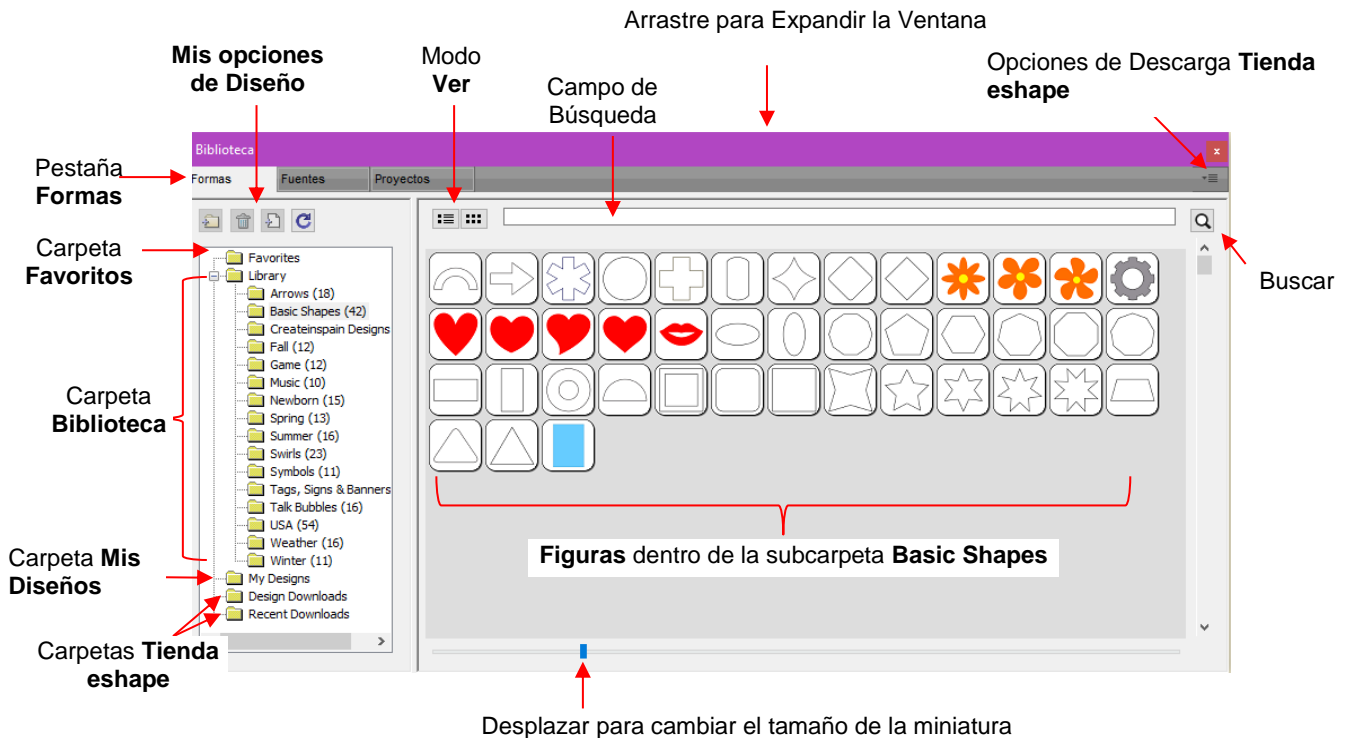 Arrastre para Expandir la Ventana
Mis opciones
de Diseño
Modo
Ver
Campo de
Búsqueda
Opciones de Descarga Tienda
eshape
Pestaña
Formas
Biblioteca
Formas
Fuentes
Proyectos
Carpeta
Favoritos
Buscar
Favorites
Library
Arrows (18)
Basic Shapes (42)
Createinspain Designs
Fall (12)
Game (12)
Music (10)
Newborn (15)
Spring (13)
Summer (16)
Swirls (23)
Symbols (11)
Tags, Signs & Banners
Talk Bubbles (16)
USA (54)
Weather (16)
Winter (11)
My Designs
Design Downloads
Recent Downloads
Carpeta
Biblioteca
Figuras dentro de la subcarpeta Basic Shapes
Carpeta Mis
Diseños
Carpetas Tienda
eshape
Desplazar para cambiar el tamaño de la miniatura